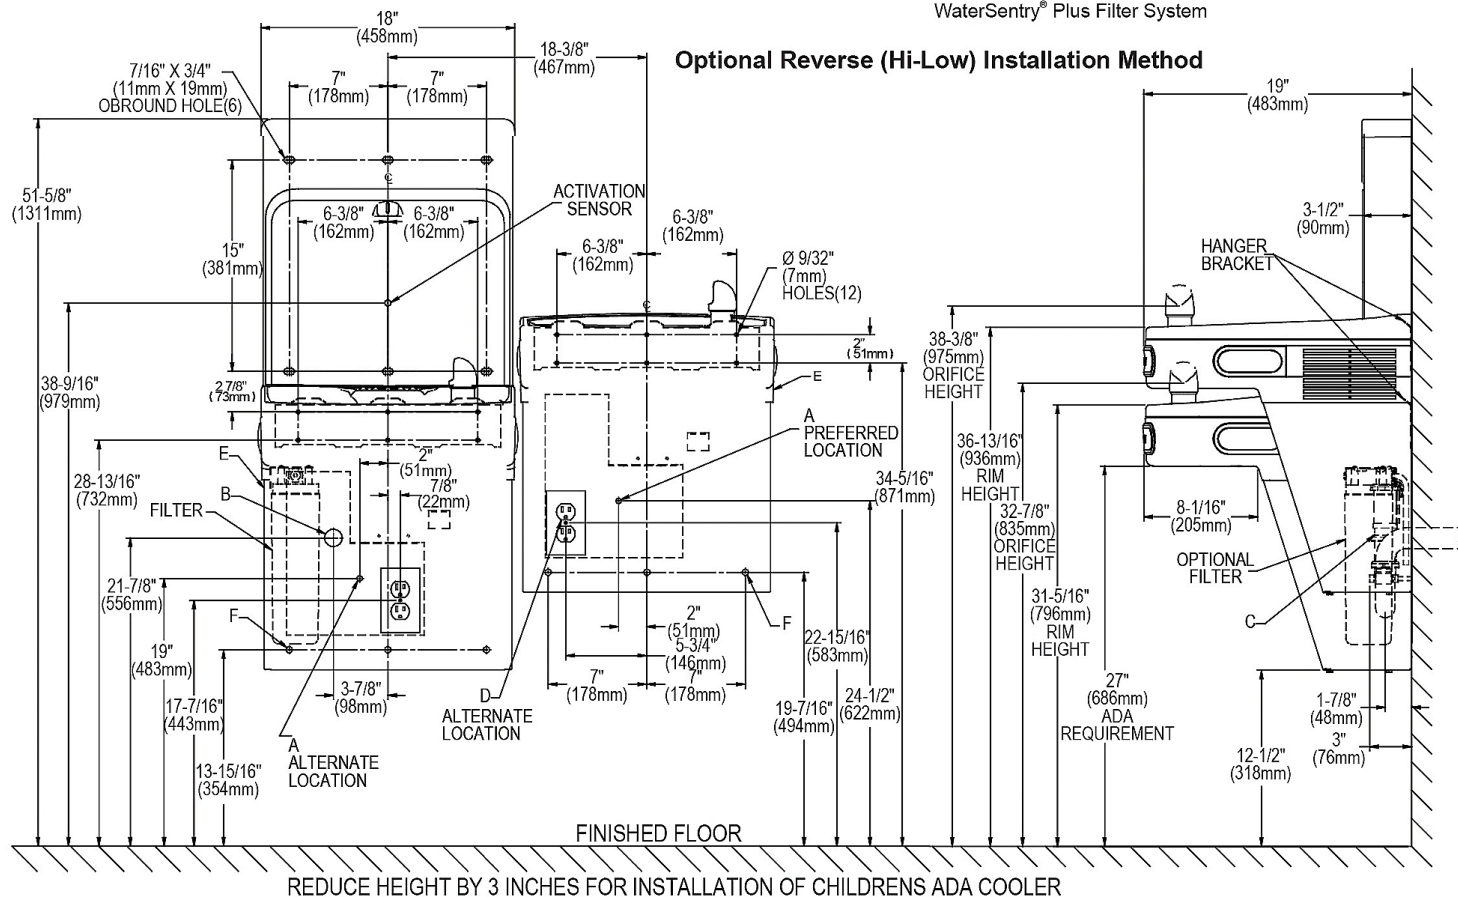 WaterSentry® Plus Filter System
Optional Reverse (Hi-Low) Installation Method
18"
(458mm)
18-3/8"
(467mm)
7/16" X 3/4"
(11mm X 19mm)
OBROUND HOLE(6)
7"
(178mm)
7"
(178mm)
19"
(483mm)
51-5/8"
(1311mm)
ACTIVATION
SENSOR
6-3/8"
(162mm)
6-3/8"
(162mm)
6-3/8"
(162mm)
6-3/8"
(162mm)
15"
(381mm)
Ø 9/32"
(7mm)
HOLES(12)
3-1/2"
(90mm)
HANGER
BRACKET
2"
(51mm)
38-3/8"
(975mm)
ORIFICE
HEIGHT
38-9/16"
(979mm)
2 7/8"
(73mm)
E
A
PREFERRED
LOCATION
36-13/16"
(936mm)
RIM
HEIGHT
E
2"
(51mm)
7/8"
(22mm)
28-13/16"
(732mm)
34-5/16"
(871mm)
B
FILTER
32-7/8"
(835mm)
ORIFICE
HEIGHT
8-1/16"
(205mm)
OPTIONAL
FILTER
21-7/8"
(556mm)
31-5/16"
(796mm)
RIM
HEIGHT
C
F
2"
(51mm)
F
5-3/4"
(146mm)
22-15/16"
(583mm)
19"
(483mm)
7"
(178mm)
7"
(178mm)
3-7/8"
(98mm)
D
ALTERNATE
LOCATION
24-1/2"
(622mm)
27"
(686mm)
ADA
REQUIREMENT
1-7/8"
(48mm)
17-7/16"
(443mm)
19-7/16"
(494mm)
3"
(76mm)
A
ALTERNATE
LOCATION
13-15/16"
(354mm)
12-1/2"
(318mm)
FINISHED FLOOR
REDUCE HEIGHT BY 3 INCHES FOR INSTALLATION OF CHILDRENS ADA COOLER